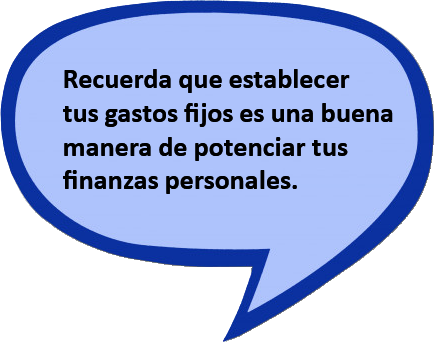 Recuerda que establecer
tus gastos fijos es una buena
manera de potenciar tus
finanzas personales.